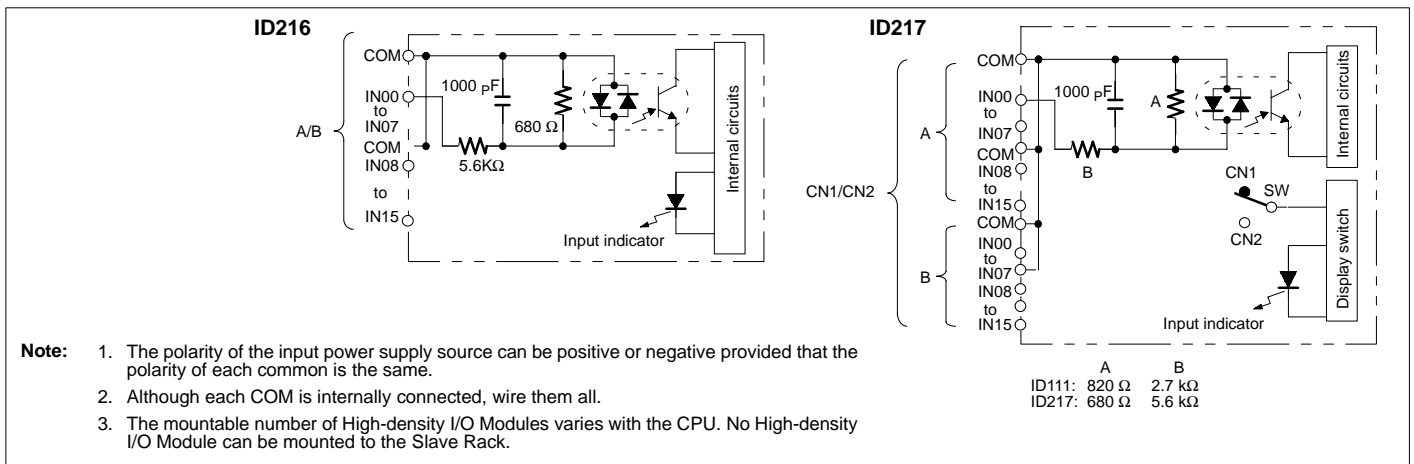 ID216
A/B
COM
IN00
to
IN07
COM
IN08
to
IN15
1000 PF
680 Ω
5.6KΩ
Internal circuits
Input indicator
ID217
CN1/CN2
A
B
COM
IN00
to
IN07
COM
IN08
to
IN15
COM
IN00
to
IN07
IN08
to
IN15
1000 PF
A
B
Internal circuits
CN1
SW
CN2
Display switch
Input indicator
A B
ID111: 820 Ω 2.7 kΩ
ID217: 680 Ω 5.6 kΩ
Note: 1. The polarity of the input power supply source can be positive or negative provided that the
polarity of each common is the same.
2. Although each COM is internally connected, wire them all.
3. The mountable number of High-density I/O Modules varies with the CPU. No High-density
I/O Module can be mounted to the Slave Rack.